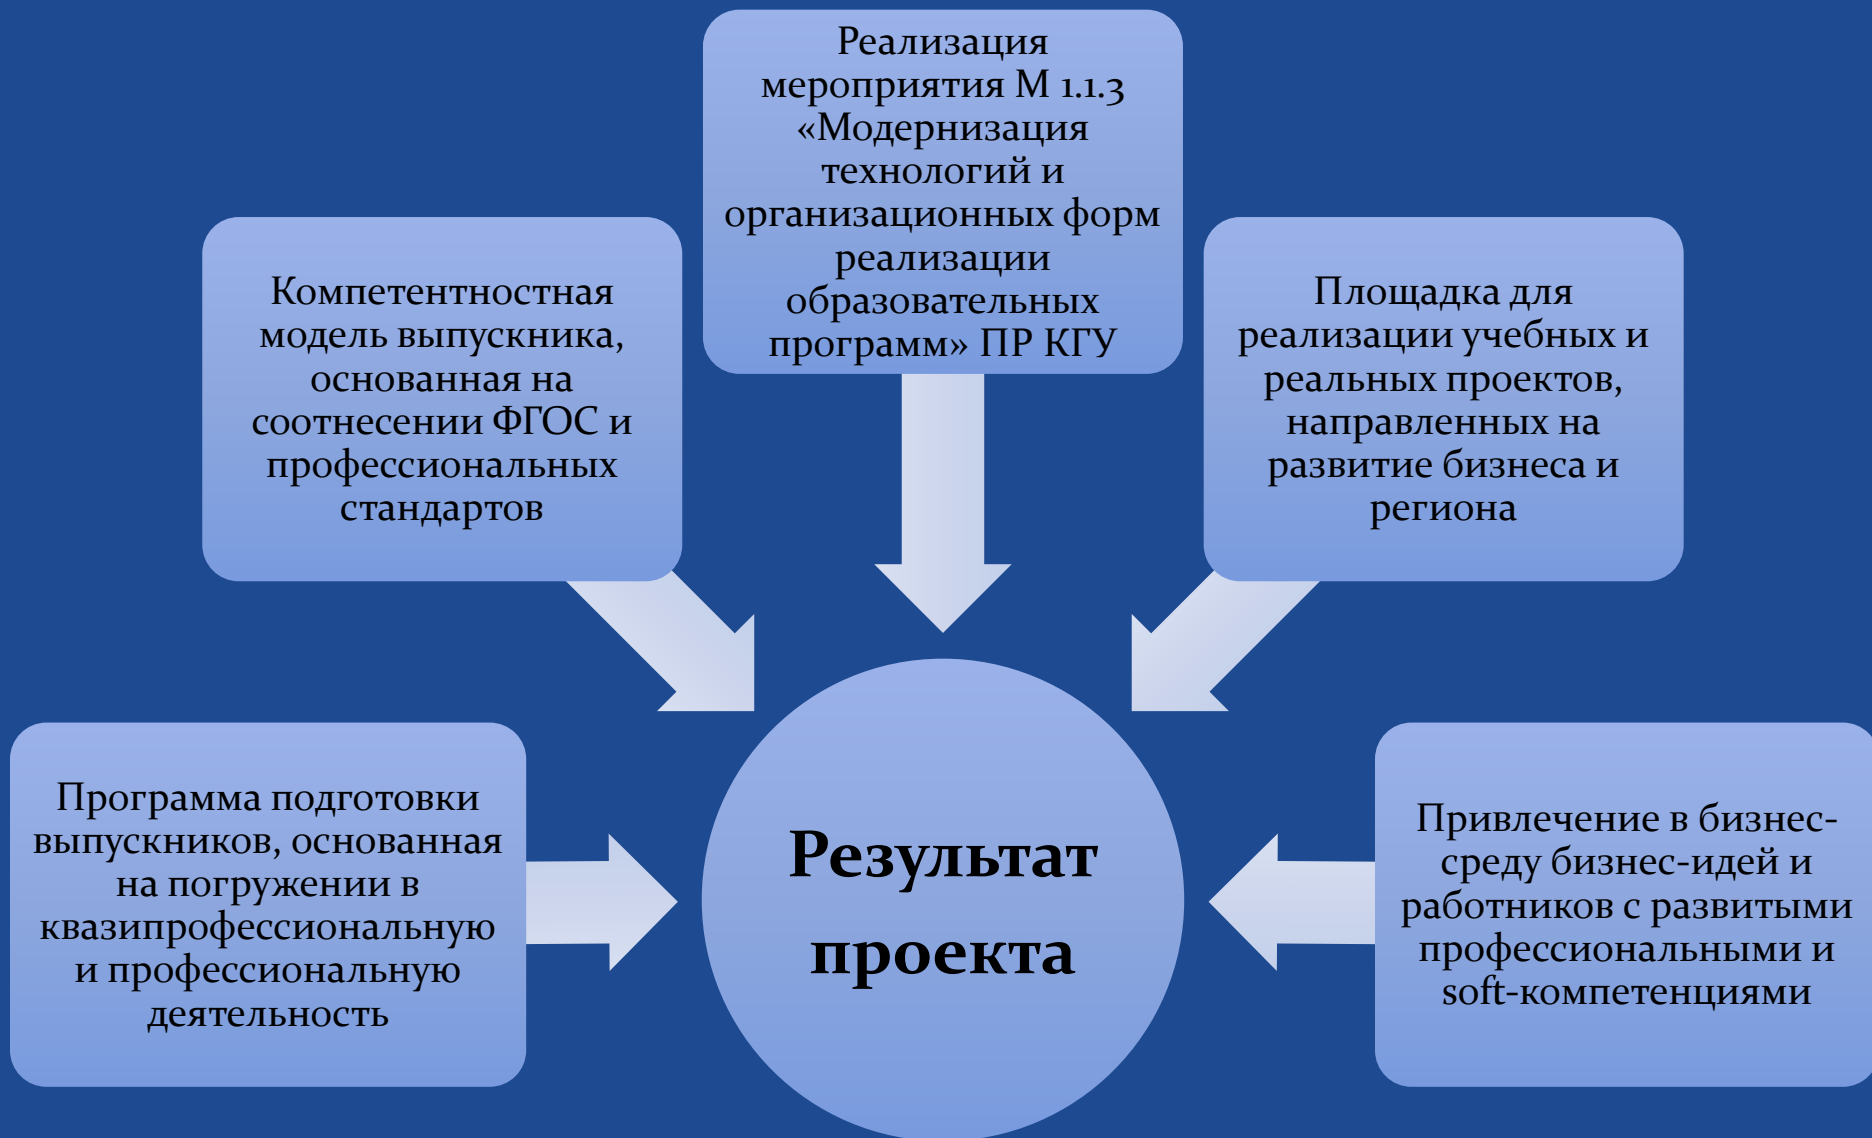 Реализация
мероприятия М 1.1.3
«Модернизация
технологий и
организационных форм
реализации
образовательных
программ» ПР КГУ
Компетентностная
модель выпускника,
основанная на
соотнесении ФГОС и
профессиональных
стандартов
Площадка для
реализации учебных и
реальных проектов,
направленных на
развитие бизнеса и
региона
Программа подготовки
выпускников, основанная
на погружении в
квазипрофессиональную
и профессиональную
деятельность
Результат
проекта
Привлечение в бизнес-
среду бизнес-идей и
работников с развитыми
профессиональными и
soft-компетенциями